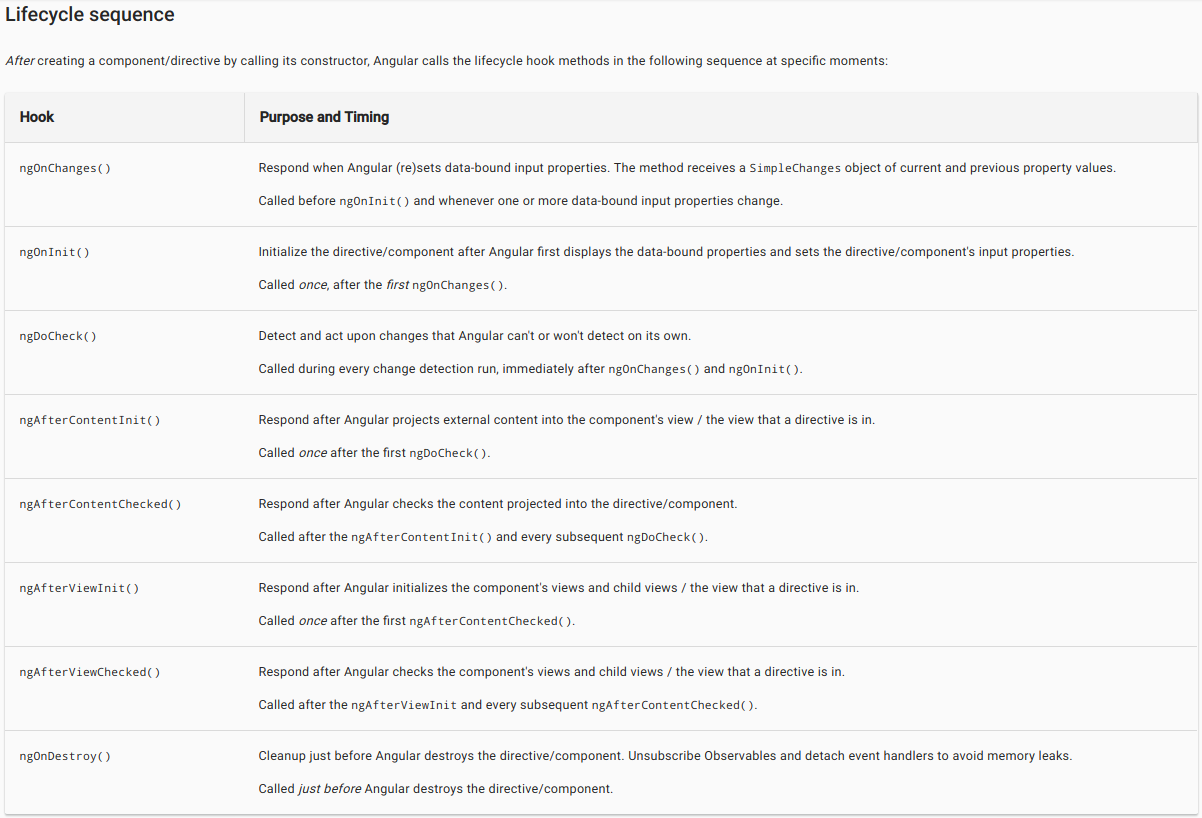 Lifecycle sequence
After creating a component/directive by calling its constructor, Angular calls the lifecycle hook methods in the following sequence at specific moments:
Hook Purpose and Timing
ngOnChanges() Respond when Angular (re)sets data-bound input properties. The method receives a SimpleChanges object of current and previous property values.
Called before ngOnInit() and whenever one or more data-bound input properties change.
ngOnInit() Initialize the directive/component after Angular first displays the data-bound properties and sets the directive/component's input properties.
Called once, after the first ngOnChanges().
ngDoCheck() Detect and act upon changes that Angular can't or won't detect on its own.
Called during every change detection run, immediately after ngOnChanges() and ngOnInit().
ngAfterContentInit() Respond after Angular projects external content into the component's view / the view that a directive is in.
Called once after the first ngDoCheck().
ngAfterContentChecked() Respond after Angular checks the content projected into the directive/component.
Called after the ngAfterContentInit() and every subsequent ngDoCheck().
ngAfterViewInit() Respond after Angular initializes the component's views and child views / the view that a directive is in.
Called once after the first ngAfterContentChecked().
ngAfterViewChecked() Respond after Angular checks the component's views and child views / the view that a directive is in.
Called after the ngAfterViewInit and every subsequent ngAfterContentChecked().
ngOnDestroy() Cleanup just before Angular destroys the directive/component. Unsubscribe Observables and detach event handlers to avoid memory leaks.
Called just before Angular destroys the directive/component.